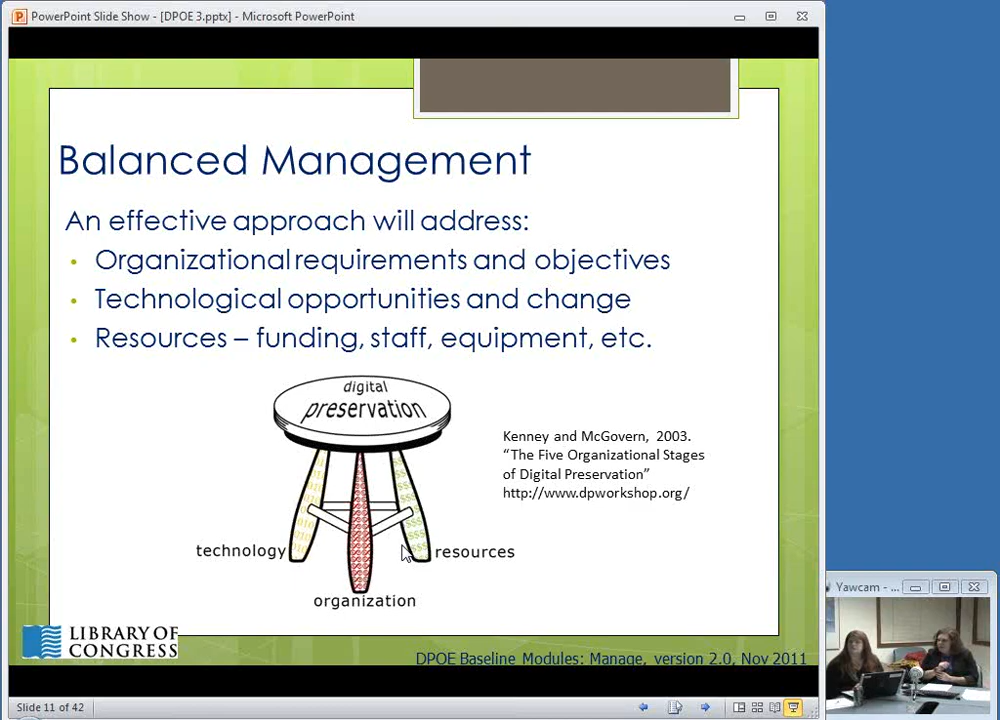 PowerPoint Slide Show - [DPOE 3.pptx] - Microsoft PowerPoint
Balanced Management
An effective approach will address:
• Organizational requirements and objectives
• Technological opportunities and change
• Resources – funding, staff, equipment, etc.
digital
preservation
Kenney and McGovern, 2003.
“The Five Organizational Stages
of Digital Preservation”
http://www.dpworkshop.org/
technology
resources
organization
LIBRARY OF
CONGRESS
DPOE Baseline Modules: Manage, version 2.0, Nov 2011
Yawcam - ...
Slide 11 of 42